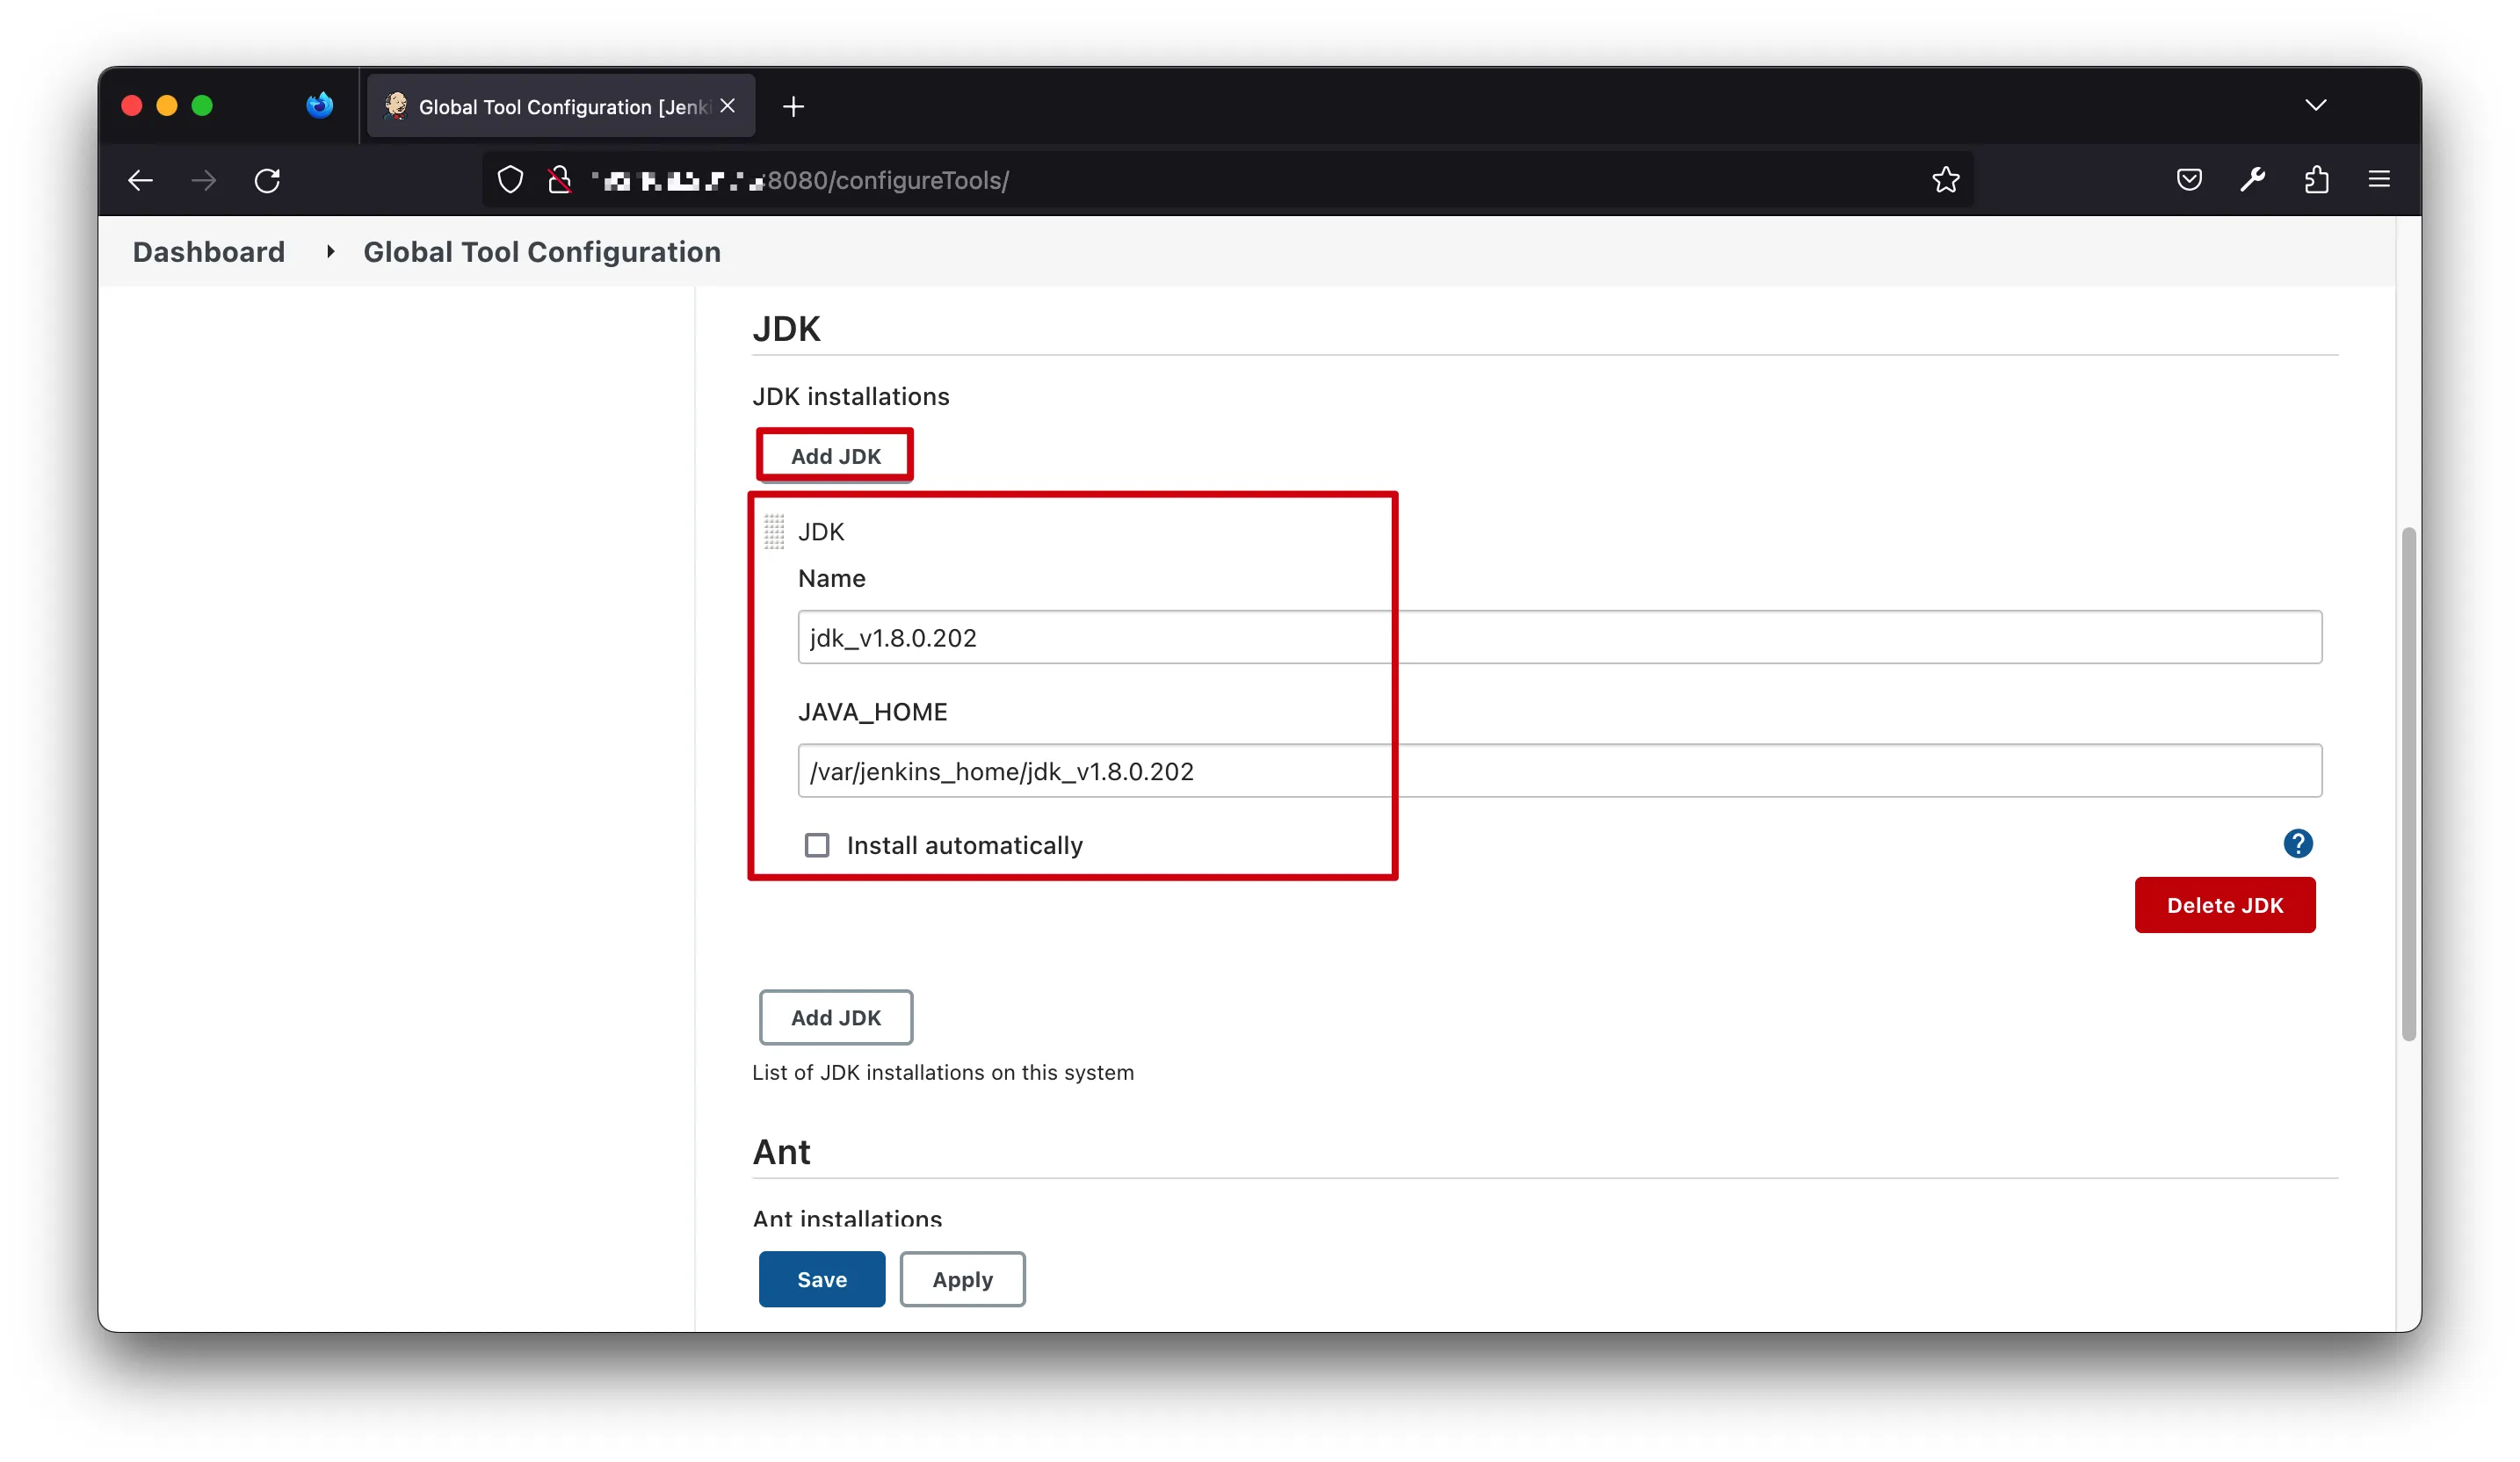 Global Tool Configuration [Jenki
:8080/configureTools/
Dashboard Global Tool Configuration
JDK
JDK installations
Add JDK
JDK
Name
jdk_v1.8.0.202
JAVA_HOME
/var/jenkins_home/jdk_v1.8.0.202
Install automatically
?
Delete JDK
Add JDK
List of JDK installations on this system
Ant
Ant installations
Save Apply